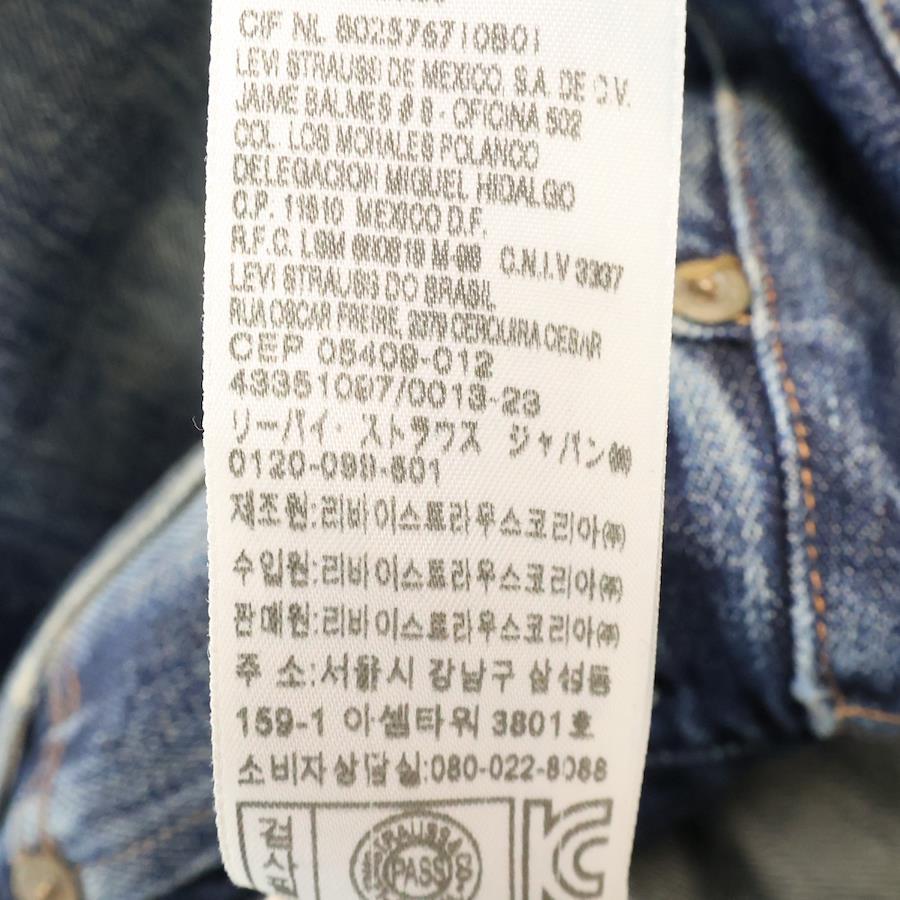 CIF NL 802376710B01
LEVI STRAUSS DE MEXICO, S.A. DE C.V.
JAIME BALMES # 8 - OFICINA 502
COL. LOS MORALES POLANCO
DELEGACION MIGUEL HIDALGO
C.P. 11510 MEXICO D.F.
R.F.C. LSM C.N.I.V 3337
LEVI STRAUSS DO BRASIL
RUA OSCAR FREIRE, 2379 CERQUIRA CESAR
CEP 05409-012
43351097/0013-23
リーバイ・ストラウス ジャパン㈱
0120-099-501
제조원:리바이스트라우스코리아㈜
수입원:리바이스트라우스코리아㈜
판매원:리바이스트라우스코리아㈜
주 소:서울시 강남구 삼성동
159-1 아셈타워 3801호
소비자상담실:080-022-8088
검
PASS